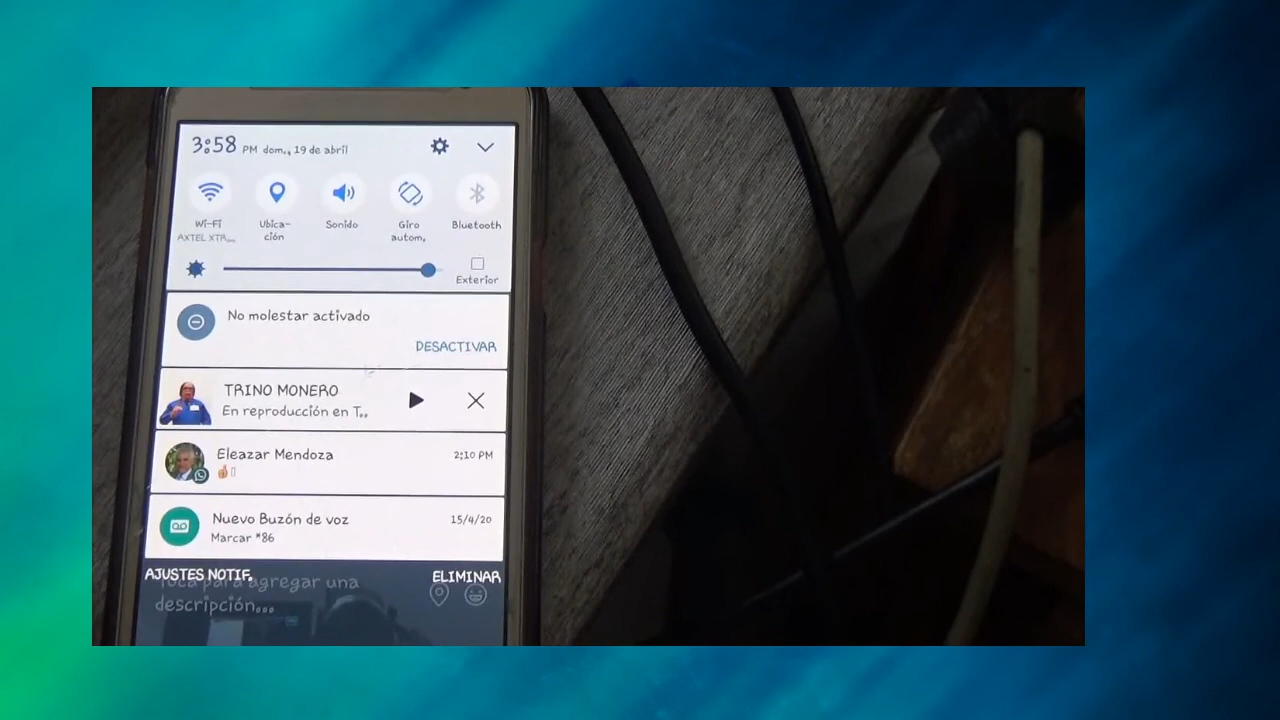 3:58 PM dom., 19 de abril
Wi-Fi
AXTEL XTR...
Ubica-
ción
Sonido
Giro
autom.
Bluetooth
Exterior
No molestar activado
DESACTIVAR
TRINO MONERO
En reproducción en T..
Eleazar Mendoza 2:10 PM
Nuevo Buzón de voz 15/4/20
Marcar *86
AJUSTES NOTIF. ELIMINAR
Toca para agregar una
descripción...